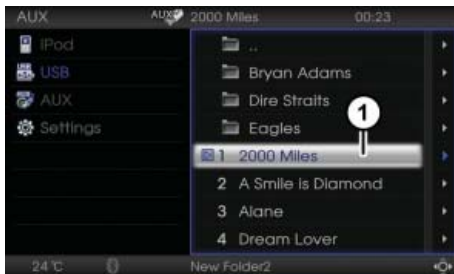 AUX AUX 2000 Miles 00:23
iPod
USB
AUX
Settings
..
Bryan Adams
Dire Straits
Eagles
1 2000 Miles
2 A Smile is Diamond
3 Alane
4 Dream Lover
1
24°C New Folder2